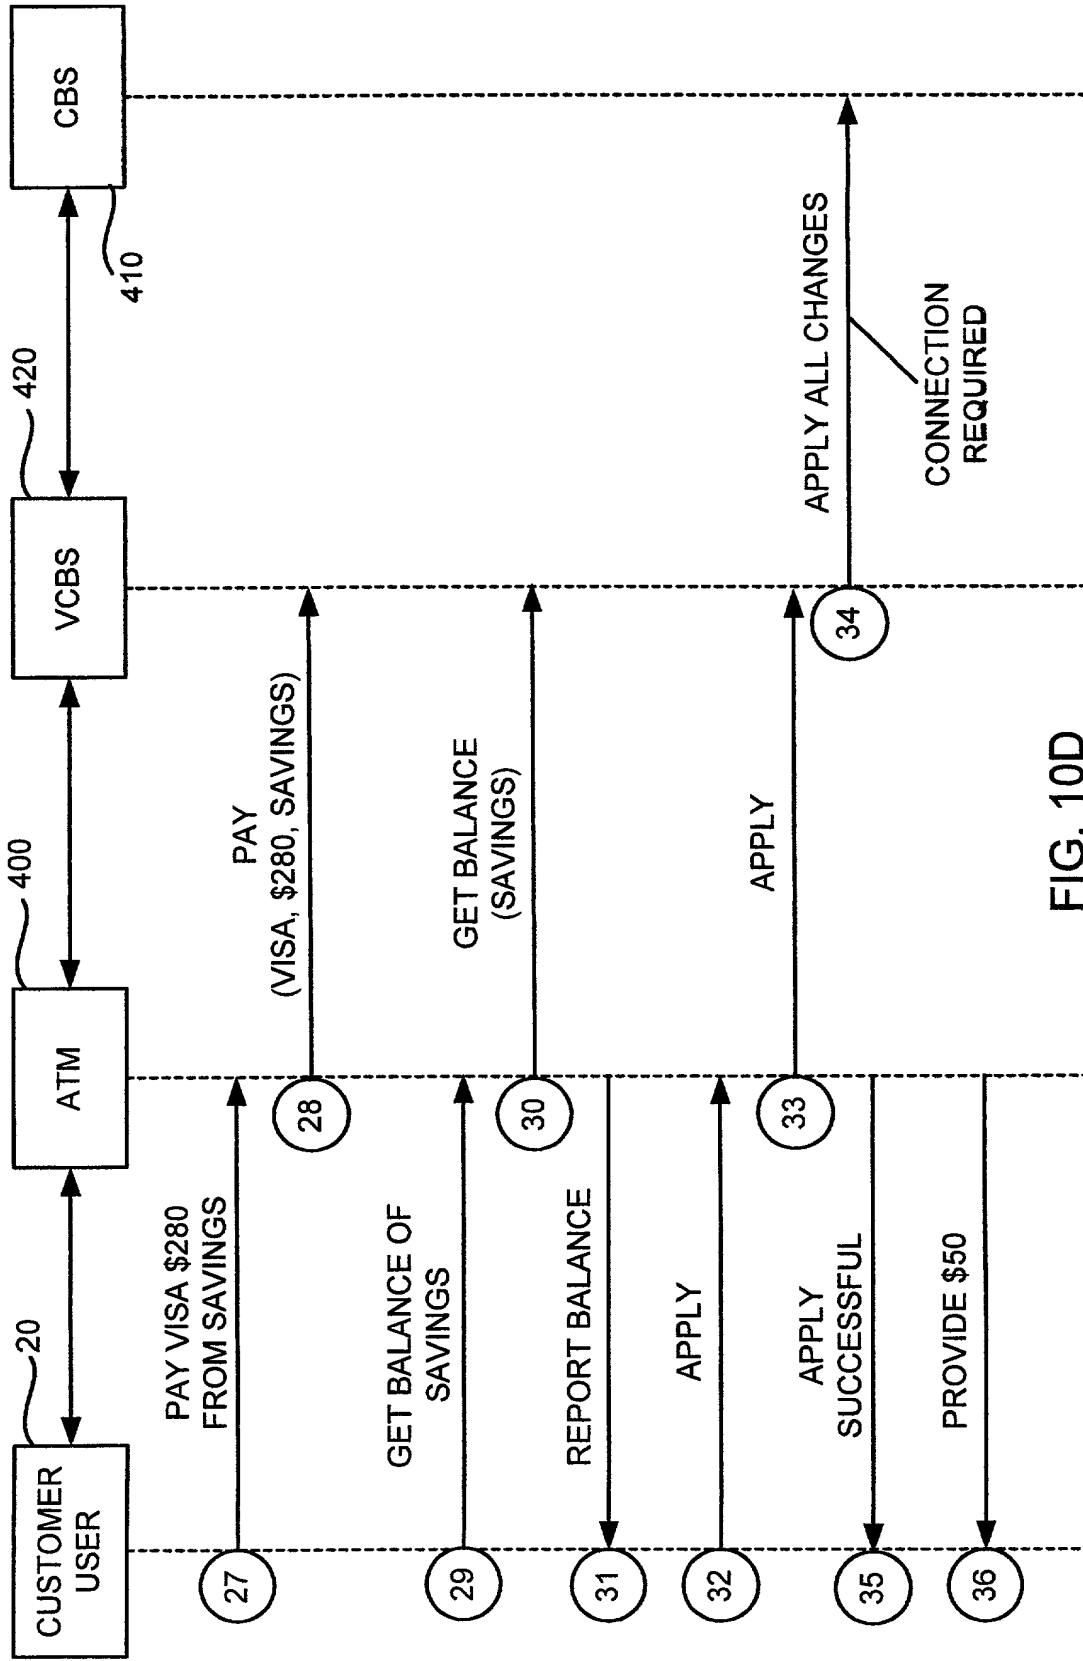 20
400
420
410
CUSTOMER
USER
ATM
VCBS
CBS
PAY VISA $280
FROM SAVINGS
27
PAY
(VISA, $280, SAVINGS)
28
GET BALANCE OF
SAVINGS
29
GET BALANCE
(SAVINGS)
30
REPORT BALANCE
31
APPLY
32
APPLY
33
APPLY ALL CHANGES
34
CONNECTION
REQUIRED
APPLY
SUCCESSFUL
35
PROVIDE $50
36
FIG. 10D